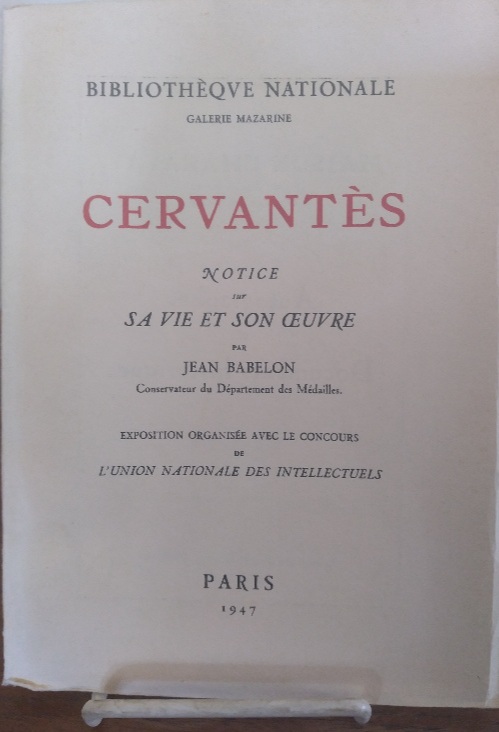 BIBLIOTHÈQVE NATIONALE
GALERIE MAZARINE
CERVANTÈS
NOTICE
sur
SA VIE ET SON ŒUVRE
PAR
JEAN BABELON
Conservateur du Département des Médailles.
EXPOSITION ORGANISÉE AVEC LE CONCOURS
DE
L'UNION NATIONALE DES INTELLECTUELS
PARIS
1947